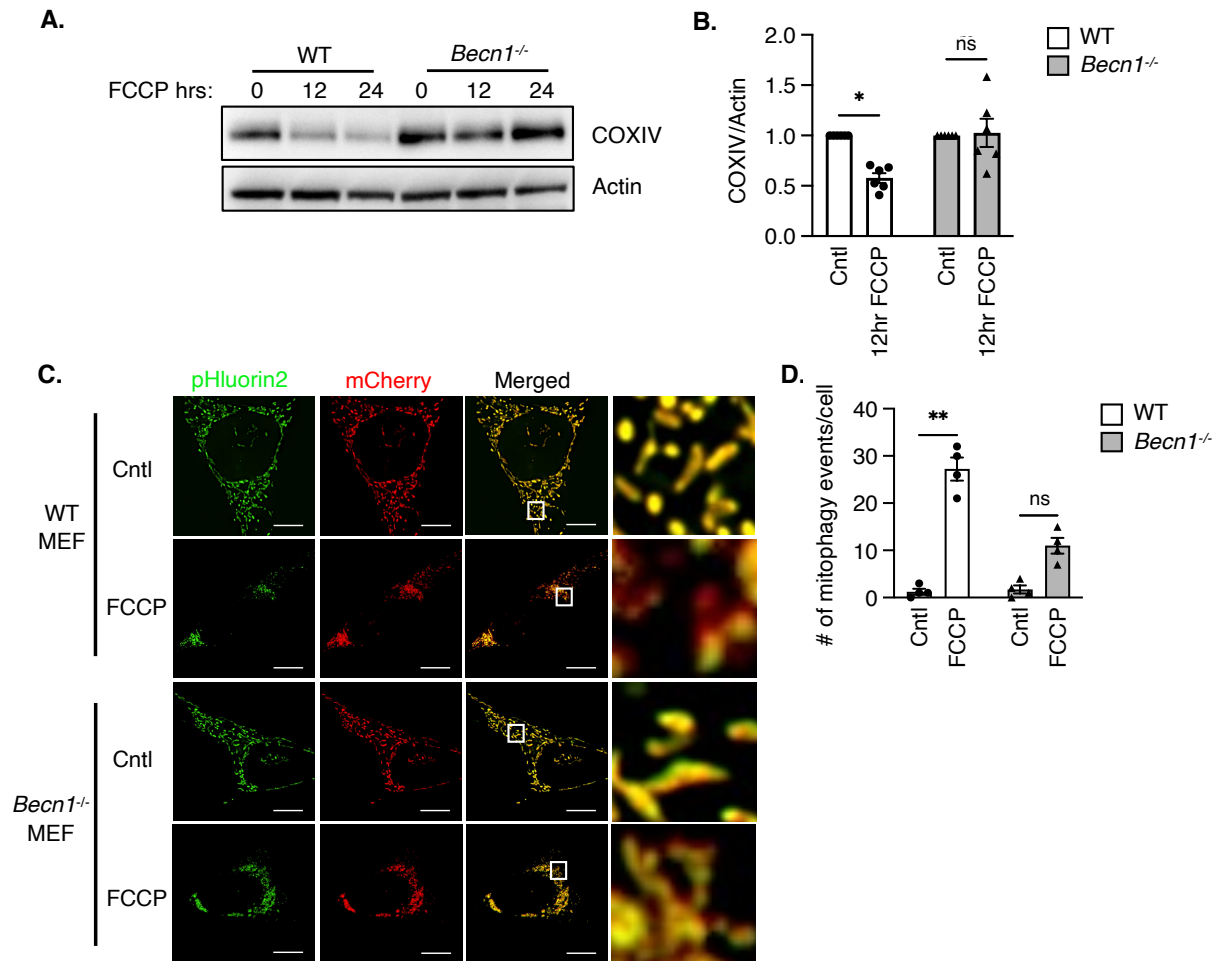 A.
WT Becn1-/-
FCCP hrs: 0 12 24 0 12 24
COXIV
Actin
B.
WT
Becn1-/-
COX​IV/Actin
2.0
1.5
1.0
0.5
0.0
* ns
Cntl
12hr FCCP
Cntl
12hr FCCP
C.
pHluorin2 mCherry Merged
WT
MEF
Cntl
FCCP
Becn1-/-
MEF
Cntl
FCCP
D.
WT
Becn1-/-
# of mitophagy events/cell
40
30
20
10
0
** ns
Cntl
FCCP
Cntl
FCCP